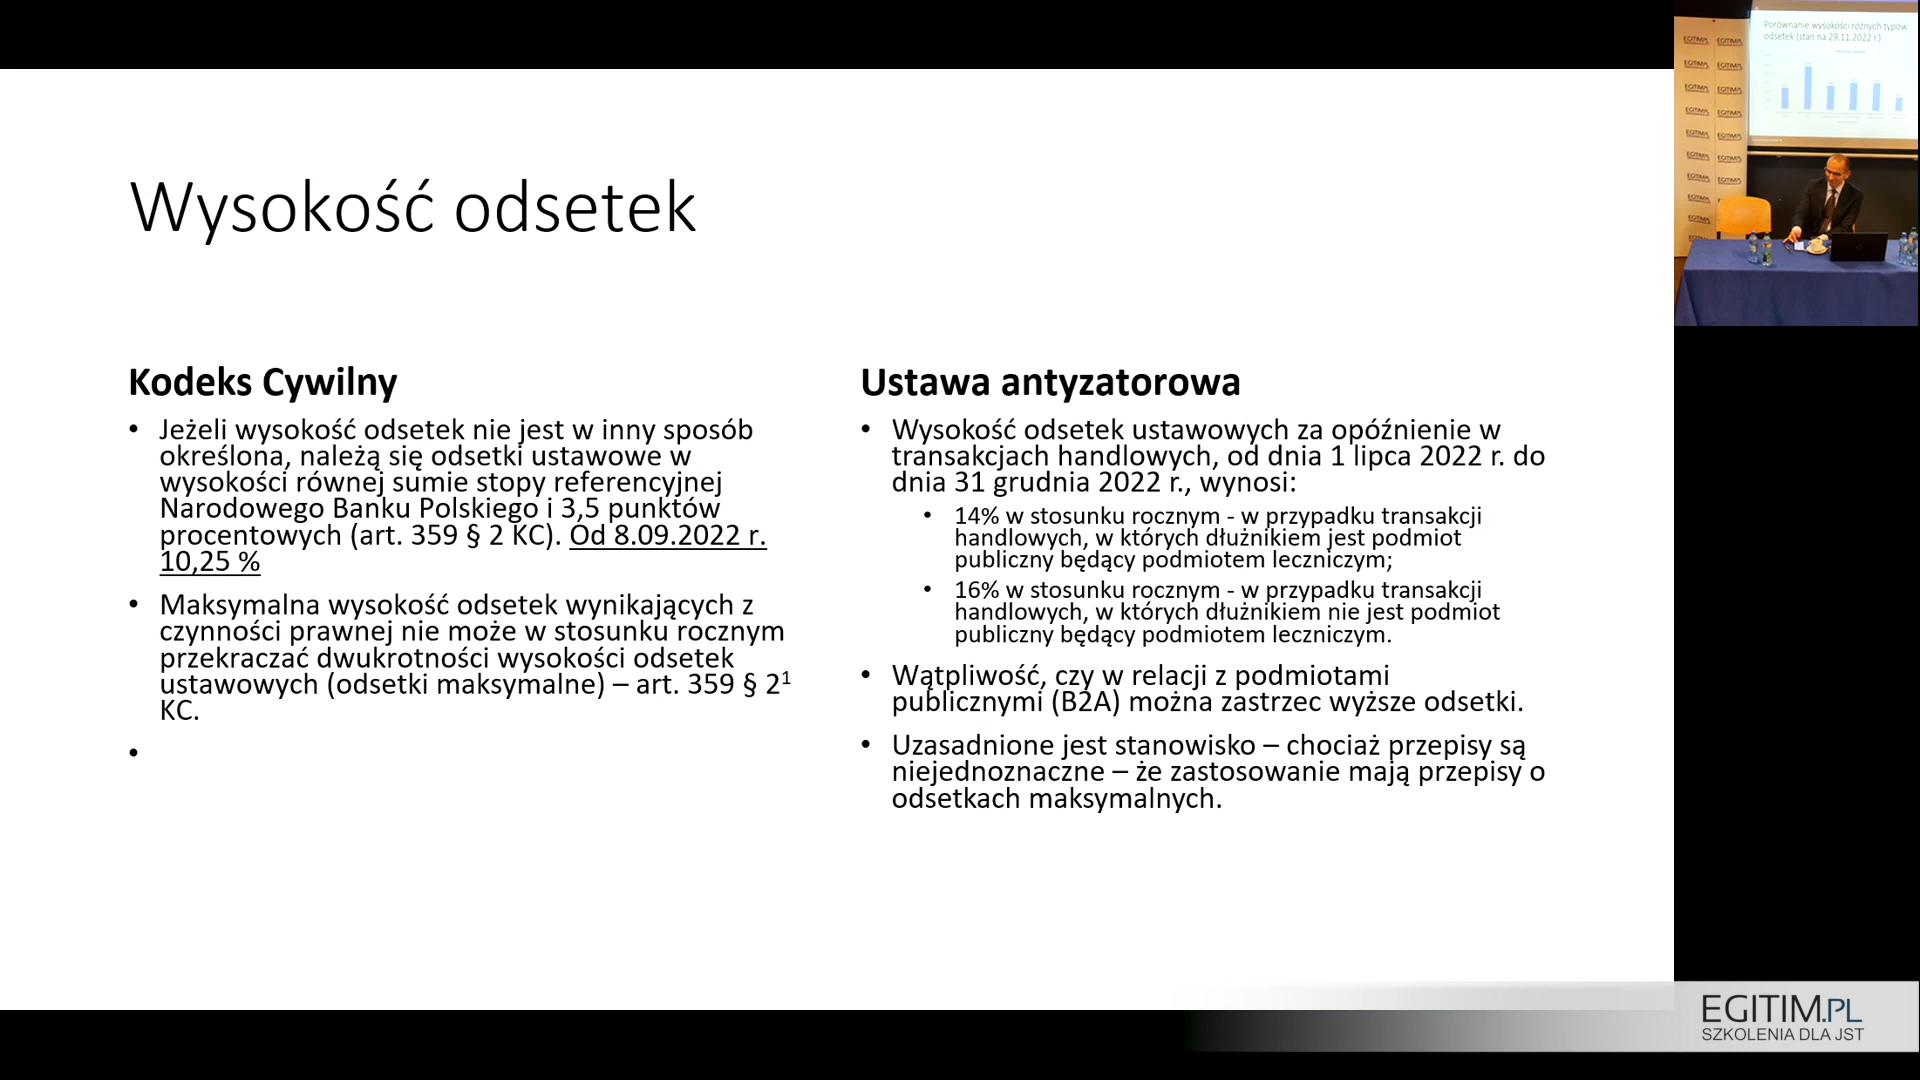 Wysokość odsetek
Kodeks Cywilny
• Jeżeli wysokość odsetek nie jest w inny sposób
określona, należą się odsetki ustawowe w
wysokości równej sumie stopy referencyjnej
Narodowego Banku Polskiego i 3,5 punktów
procentowych (art. 359 § 2 KC). Od 8.09.2022 r.
10,25 %
• Maksymalna wysokość odsetek wynikających z
czynności prawnej nie może w stosunku rocznym
przekraczać dwukrotności wysokości odsetek
ustawowych (odsetki maksymalne) – art. 359 § 2¹
KC.
•
Ustawa antyzatorowa
• Wysokość odsetek ustawowych za opóźnienie w
transakcjach handlowych, od dnia 1 lipca 2022 r. do
dnia 31 grudnia 2022 r., wynosi:
• 14% w stosunku rocznym - w przypadku transakcji
handlowych, w których dłużnikiem jest podmiot
publiczny będący podmiotem leczniczym;
• 16% w stosunku rocznym - w przypadku transakcji
handlowych, w których dłużnikiem nie jest podmiot
publiczny będący podmiotem leczniczym.
• Wątpliwość, czy w relacji z podmiotami
publicznymi (B2A) można zastrzec wyższe odsetki.
• Uzasadnione jest stanowisko – chociaż przepisy są
niejednoznaczne – że zastosowanie mają przepisy o
odsetkach maksymalnych.
Porównanie wysokości różnych typów
odsetek (stan na 29.11.2022 r.)
EGITIM.PL
SZKOLENIA DLA JST